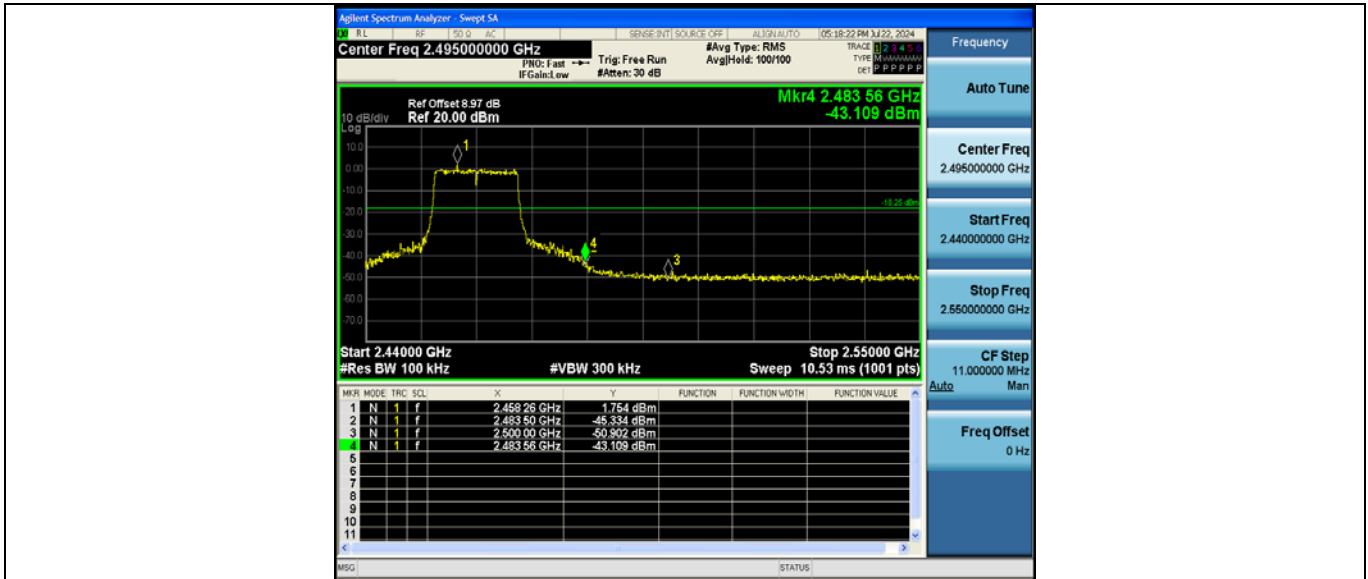 Agilent Spectrum Analyzer - Swept SA
RL RF 50 Ω AC SENSE:INT SOURCE OFF ALIGN AUTO 05:18:22 PM Jul 22, 2024
Center Freq 2.495000000 GHz
PNO: Fast
IFGain:Low
Trig: Free Run
#Atten: 30 dB
#Avg Type: RMS
Avg|Hold: 100/100
TRACE 1 2 3 4 5 6
TYPE M
DET P P P P P P
Frequency
Mkr4 2.483 56 GHz
-43.109 dBm
Ref Offset 8.97 dB
10 dB/div Ref 20.00 dBm
Log
10.0
0.00
-10.0
-20.0
-30.0
-40.0
-50.0
-60.0
-70.0
1
-18.25 dBm
4
3
Start 2.44000 GHz Stop 2.55000 GHz
#Res BW 100 kHz #VBW 300 kHz Sweep 10.53 ms (1001 pts)
MKR MODE TRC SCL X Y FUNCTION FUNCTION WIDTH FUNCTION VALUE
1 N 1 f 2.458 26 GHz 1.754 dBm
2 N 1 f 2.483 50 GHz -45.334 dBm
3 N 1 f 2.500 00 GHz -50.902 dBm
4 N 1 f 2.483 56 GHz -43.109 dBm
5
6
7
8
9
10
11
MSG STATUS
Auto Tune
Center Freq
2.495000000 GHz
Start Freq
2.440000000 GHz
Stop Freq
2.550000000 GHz
CF Step
11.000000 MHz
Auto Man
Freq Offset
0 Hz